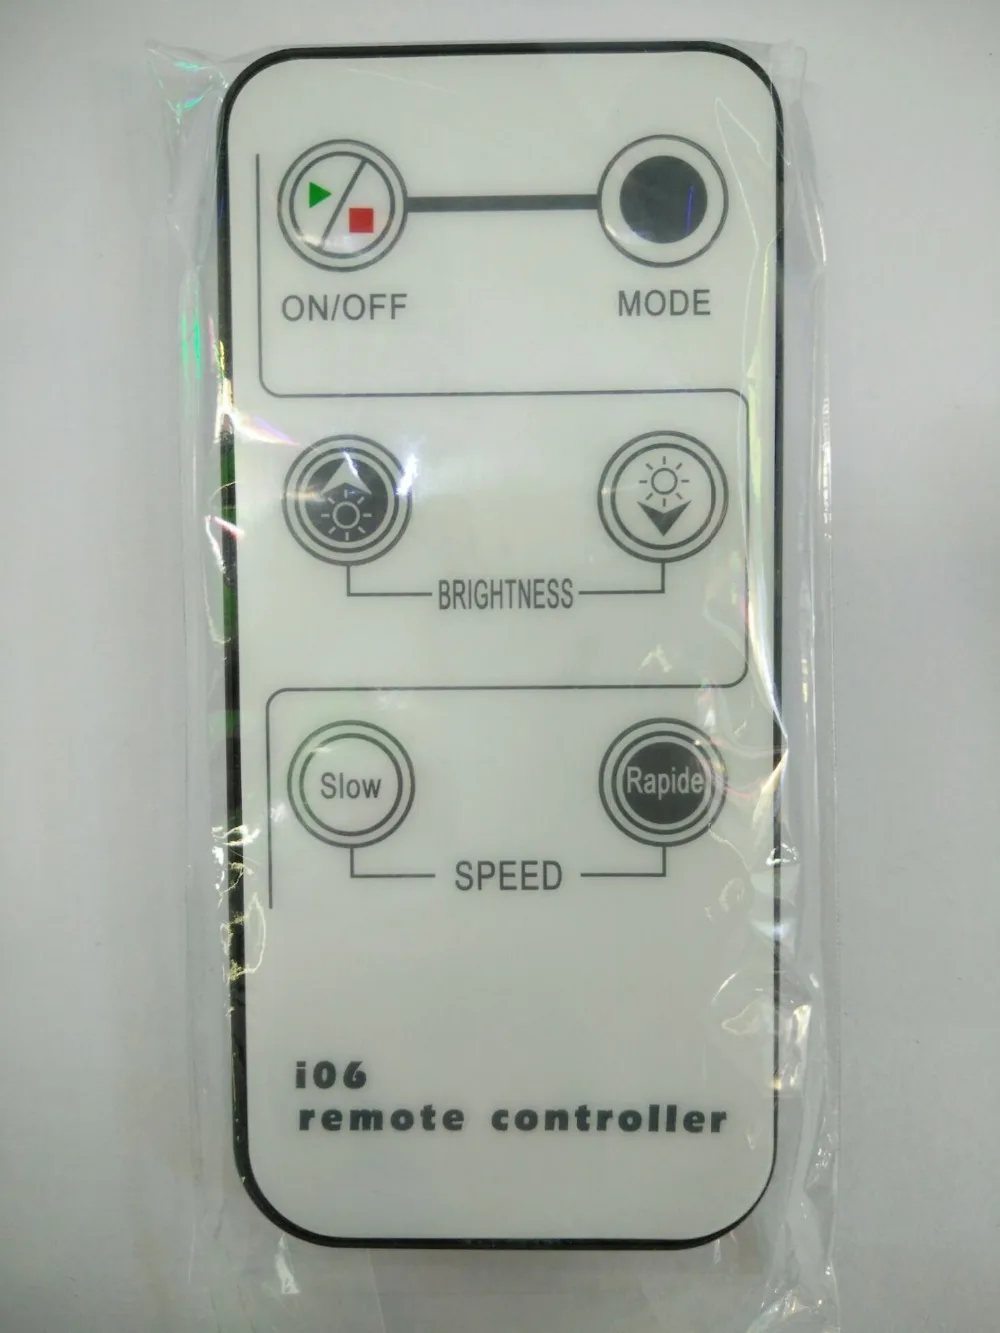 ON/OFF
MODE
BRIGHTNESS
Slow
Rapide
SPEED
i06
remote controller